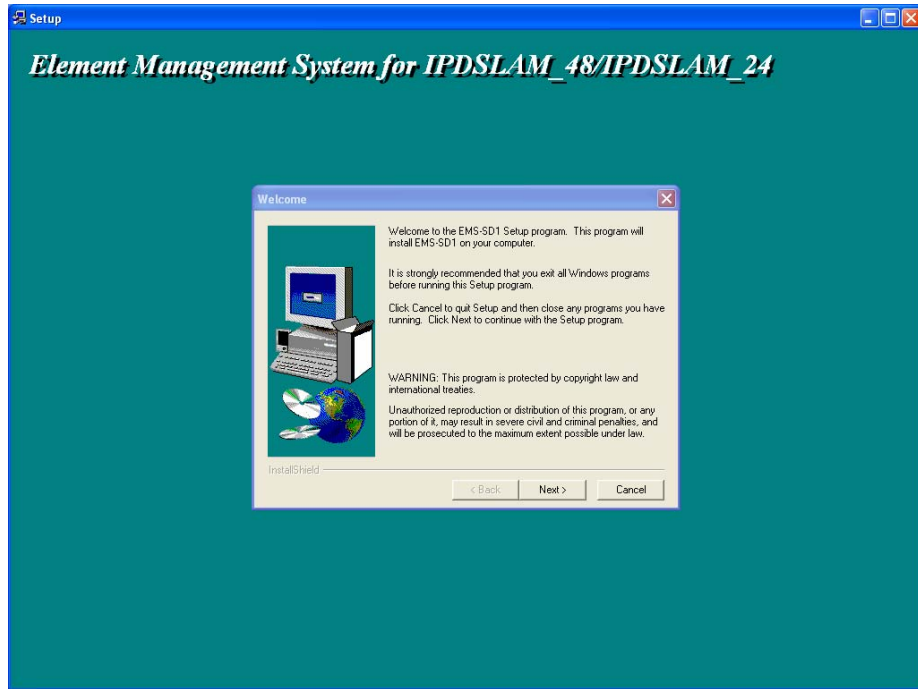 Setup
Element Management System for IPDSLAM_48/IPDSLAM_24
Welcome
Welcome to the EMS-SD1 Setup program. This program will
install EMS-SD1 on your computer.
It is strongly recommended that you exit all Windows programs
before running this Setup program.
Click Cancel to quit Setup and then close any programs you have
running. Click Next to continue with the Setup program.
WARNING: This program is protected by copyright law and
international treaties.
Unauthorized reproduction or distribution of this program, or any
portion of it, may result in severe civil and criminal penalties, and
will be prosecuted to the maximum extent possible under law.
InstallShield
< Back Next > Cancel